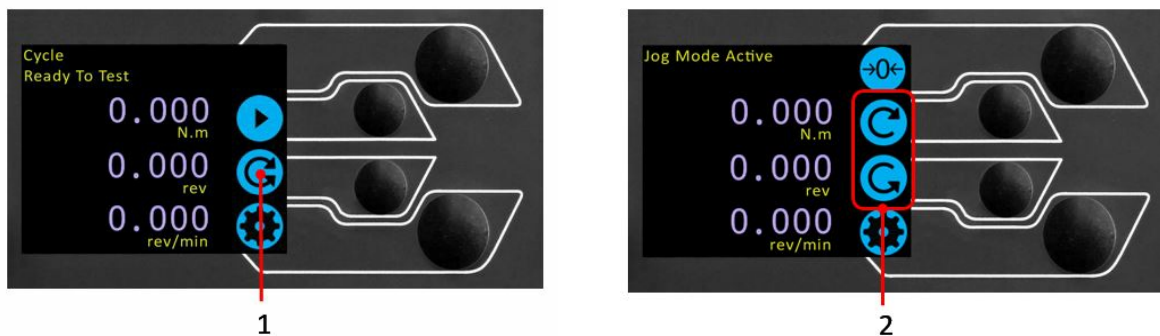 Cycle
Ready To Test
0.000
N.m
0.000
rev
0.000
rev/min
1
Jog Mode Active
→0←
0.000
N.m
0.000
rev
0.000
rev/min
2